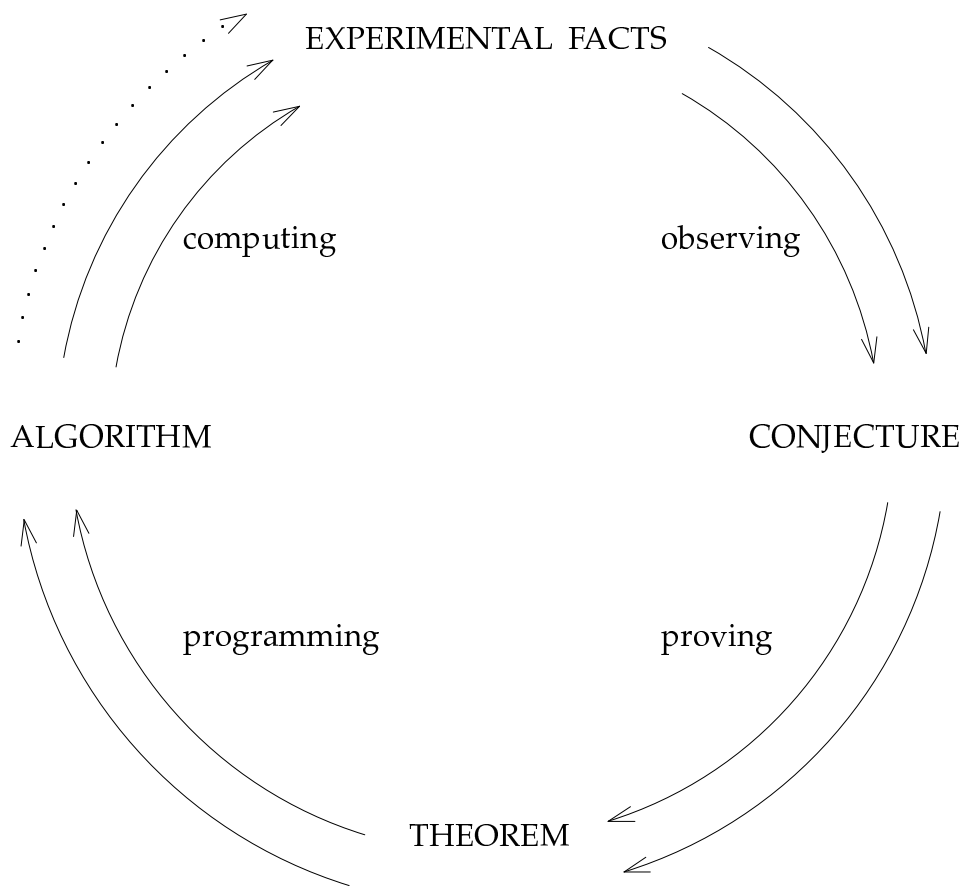 EXPERIMENTAL FACTS
computing
observing
ALGORITHM
CONJECTURE
programming
proving
THEOREM